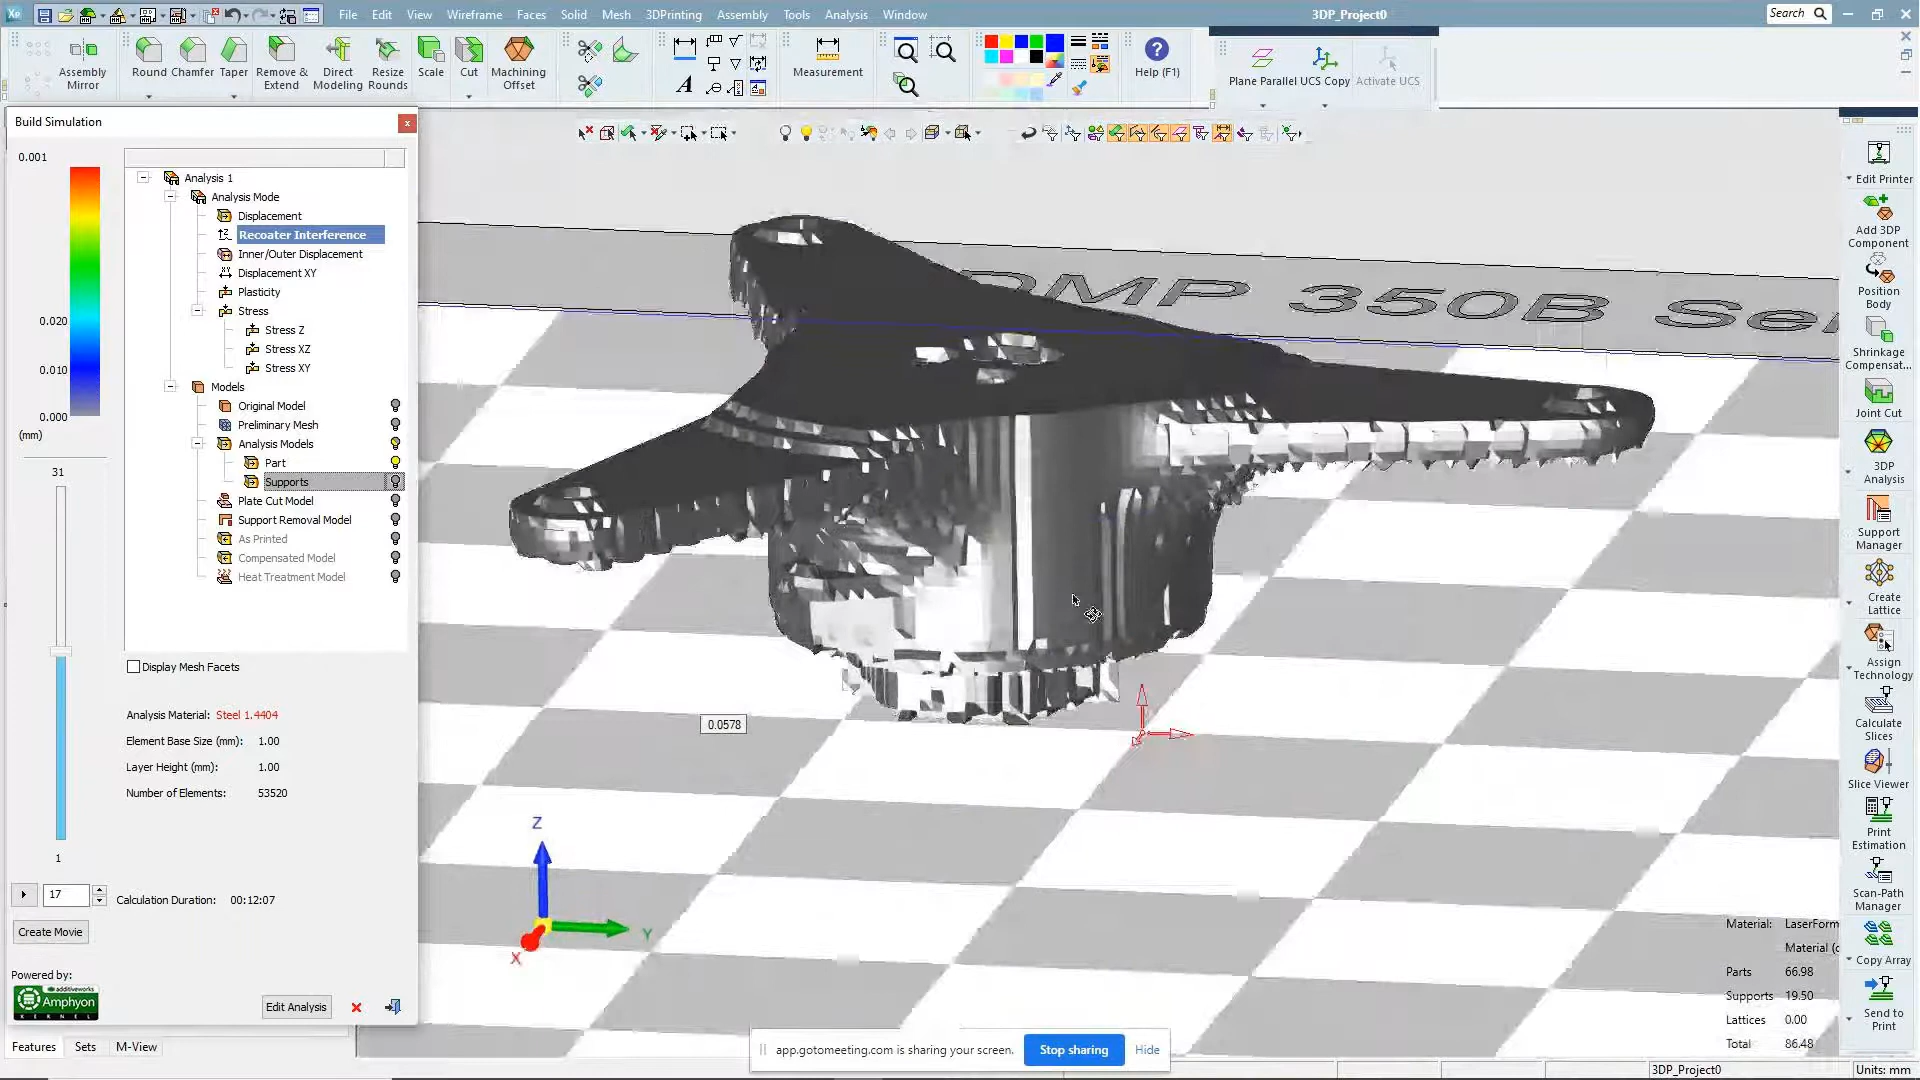 File Edit View Wireframe Faces Solid Mesh 3DPrinting Assembly Tools Analysis Window
3DP_Project0
Search
Assembly Mirror
Round
Chamfer
Taper
Remove & Extend
Direct Modeling
Resize Rounds
Scale
Cut
Machining Offset
Measurement
Help (F1)
Plane Parallel
UCS Copy
Activate UCS
Build Simulation
0.001
0.020
0.010
0.000
(mm)
31
1
17
Analysis 1
Analysis Mode
Displacement
Recoater Interference
Inner/Outer Displacement
Displacement XY
Plasticity
Stress
Stress Z
Stress XZ
Stress XY
Models
Original Model
Preliminary Mesh
Analysis Models
Part
Supports
Plate Cut Model
Support Removal Model
As Printed
Compensated Model
Heat Treatment Model
Display Mesh Facets
Analysis Material: Steel 1.4404
Element Base Size (mm): 1.00
Layer Height (mm): 1.00
Number of Elements: 53520
Calculation Duration: 00:12:07
Create Movie
Powered by:
additiveworks
Amphyon
KERNEL
Edit Analysis
Features Sets M-View
DMP 350B Se
0.0578
Z
Y
X
Edit Printer
Add 3DP Component
Position Body
Shrinkage Compensat...
Joint Cut
3DP Analysis
Support Manager
Create Lattice
Assign Technology
Calculate Slices
Slice Viewer
Print Estimation
Scan-Path Manager
Copy Array
Send to Print
Material: LaserForm
Material (c
Parts 66.98
Supports 19.50
Lattices 0.00
Total 86.48
app.gotomeeting.com is sharing your screen. Stop sharing Hide
3DP_Project0
Units: mm